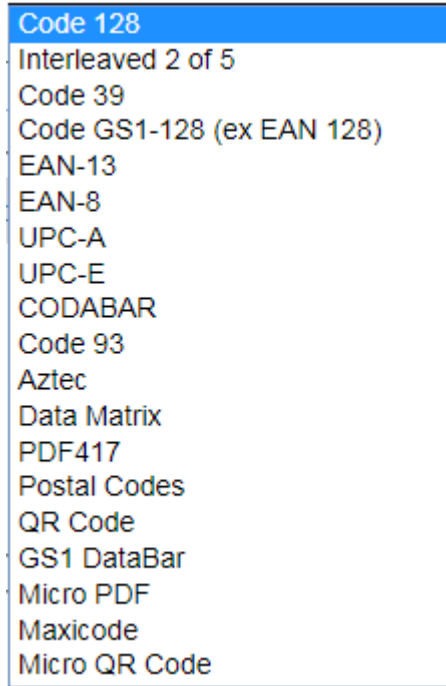 Code 128
Interleaved 2 of 5
Code 39
Code GS1-128 (ex EAN 128)
EAN-13
EAN-8
UPC-A
UPC-E
CODABAR
Code 93
Aztec
Data Matrix
PDF417
Postal Codes
QR Code
GS1 DataBar
Micro PDF
Maxicode
Micro QR Code